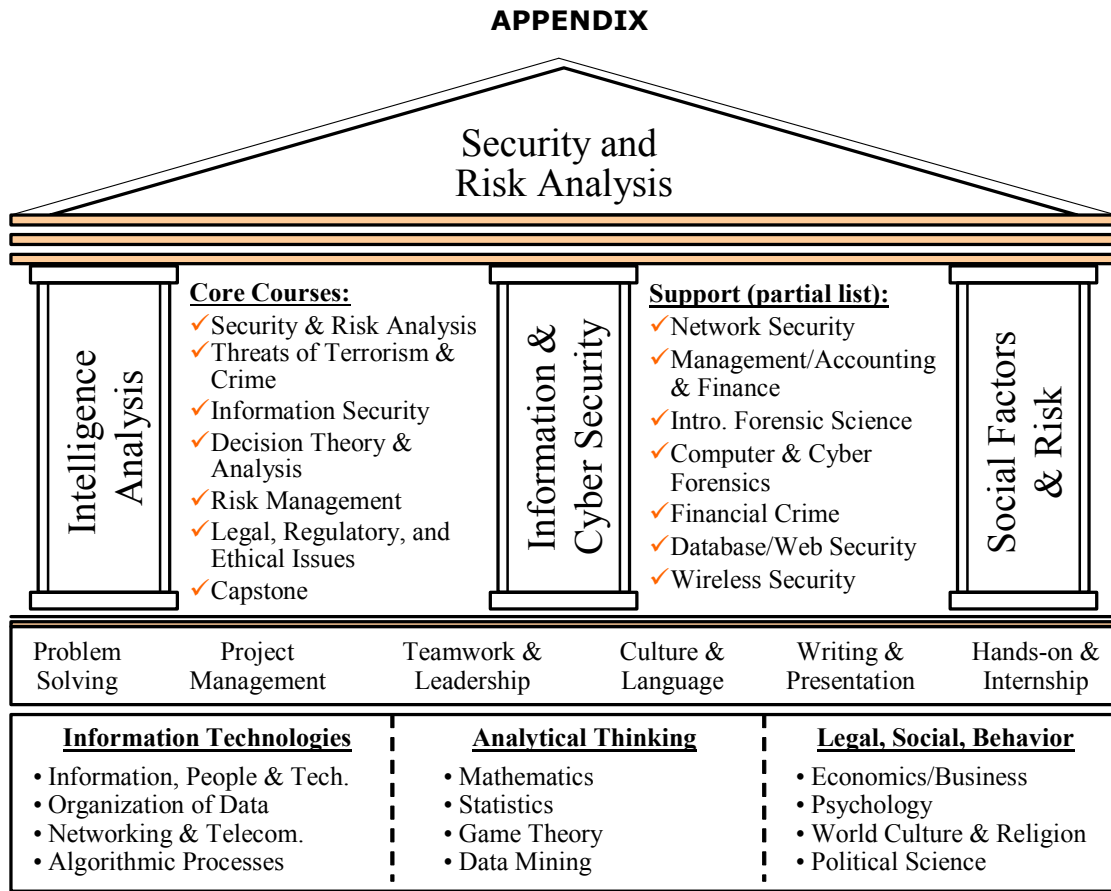 APPENDIX
Security and
Risk Analysis
Intelligence
Analysis
Core Courses:
✓Security & Risk Analysis
✓Threats of Terrorism &
Crime
✓Information Security
✓Decision Theory &
Analysis
✓Risk Management
✓Legal, Regulatory, and
Ethical Issues
✓Capstone
Information &
Cyber Security
Support (partial list):
✓Network Security
✓Management/Accounting
& Finance
✓Intro. Forensic Science
✓Computer & Cyber
Forensics
✓Financial Crime
✓Database/Web Security
✓Wireless Security
Social Factors
& Risk
Problem
Solving
Project
Management
Teamwork &
Leadership
Culture &
Language
Writing &
Presentation
Hands-on &
Internship
Information Technologies
• Information, People & Tech.
• Organization of Data
• Networking & Telecom.
• Algorithmic Processes
Analytical Thinking
• Mathematics
• Statistics
• Game Theory
• Data Mining
Legal, Social, Behavior
• Economics/Business
• Psychology
• World Culture & Religion
• Political Science